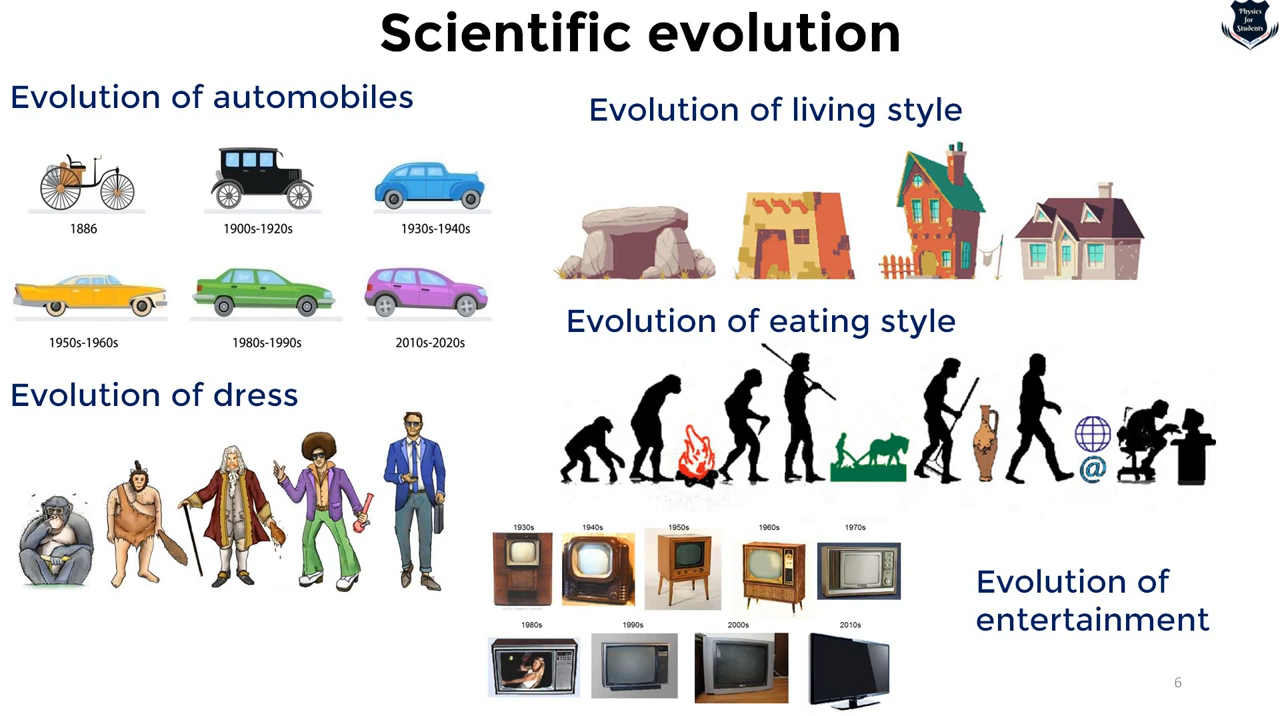 Scientific evolution
Physics
for
Students
Evolution of automobiles
1886
1900s-1920s
1930s-1940s
1950s-1960s
1980s-1990s
2010s-2020s
Evolution of living style
Evolution of eating style
@
Evolution of dress
1930s
1940s
1950s
1960s
1970s
1980s
1990s
2000s
2010s
Evolution of
entertainment
6